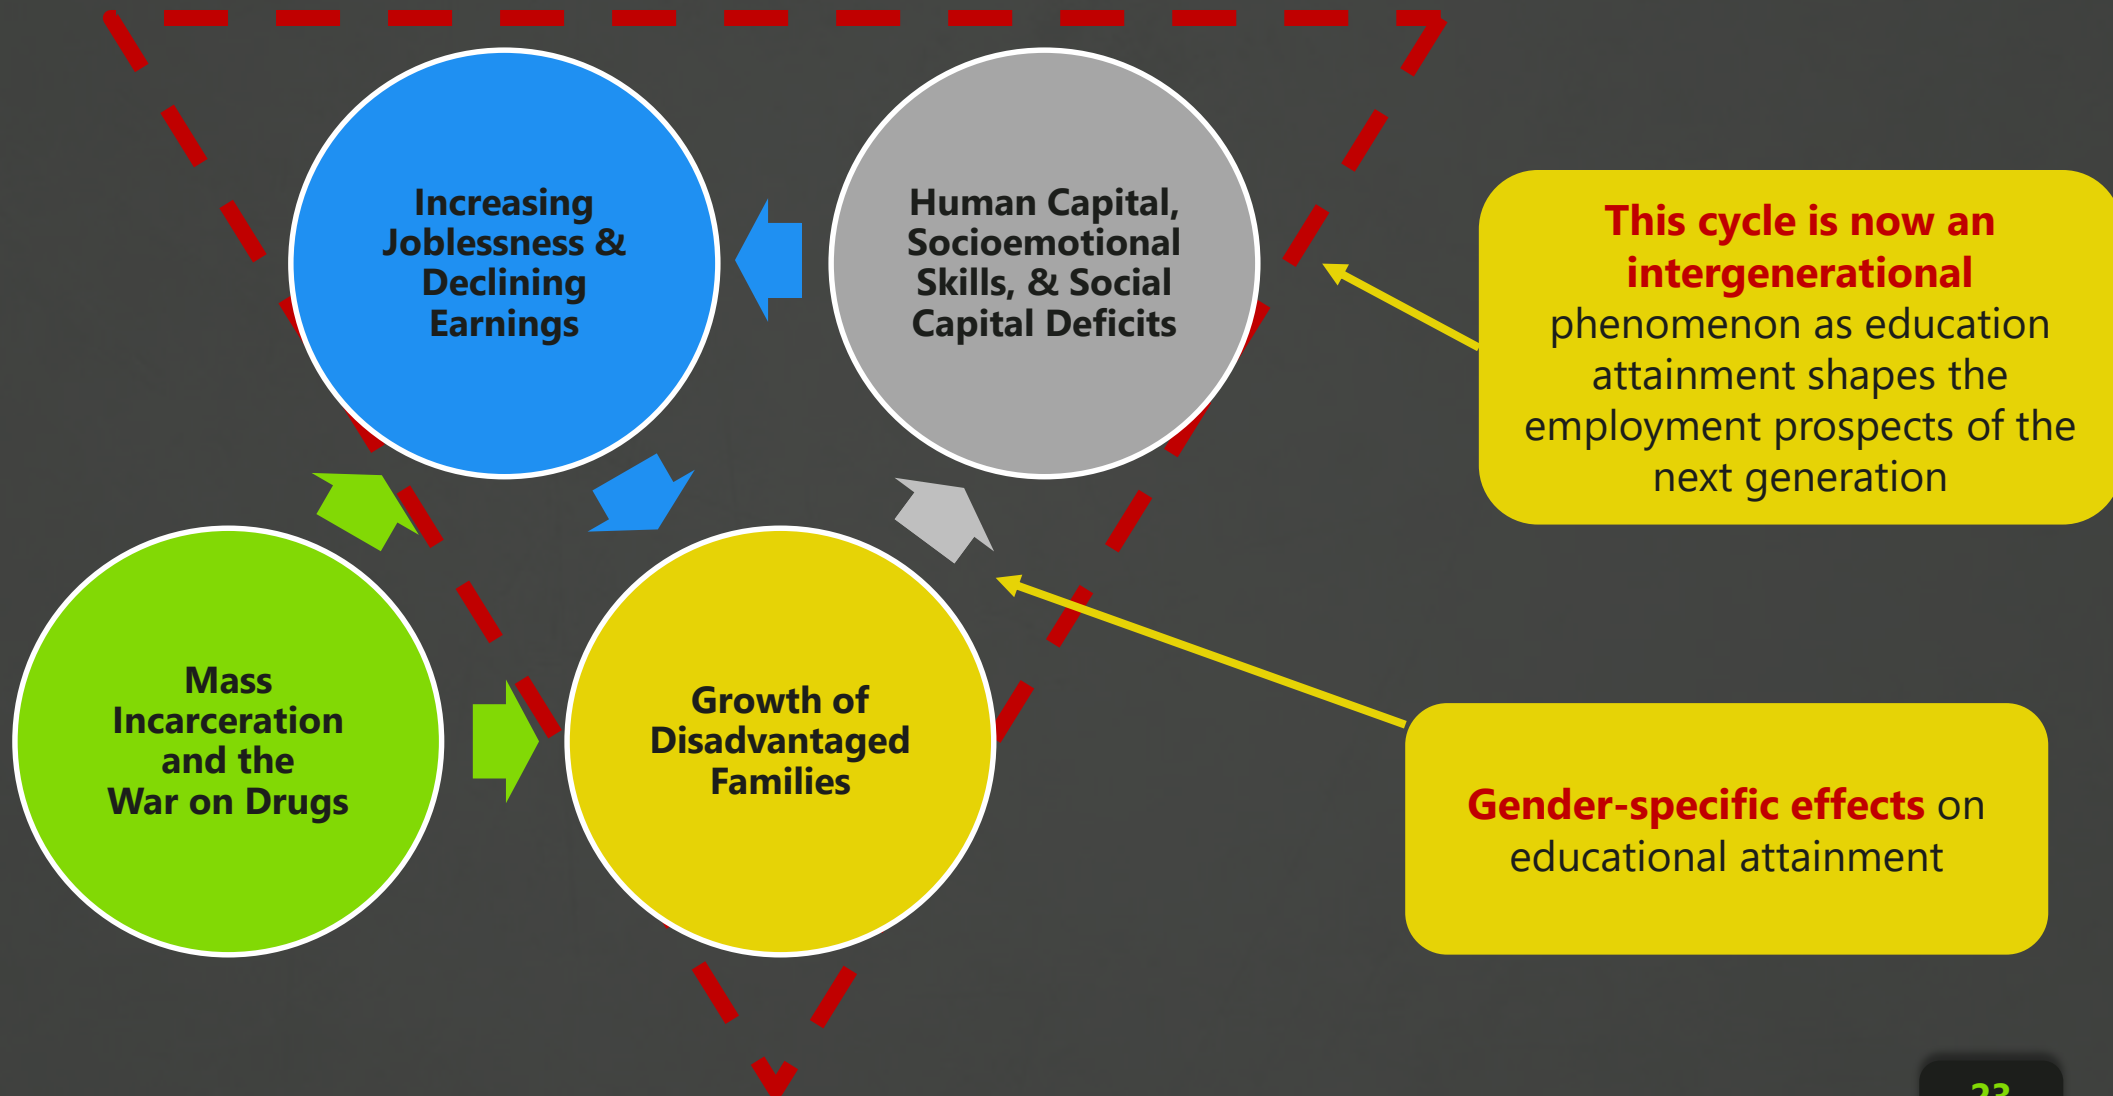 Increasing
Joblessness &
Declining
Earnings
Human Capital,
Socioemotional
Skills, & Social
Capital Deficits
This cycle is now an
intergenerational
phenomenon as education
attainment shapes the
employment prospects of the
next generation
Mass
Incarceration
and the
War on Drugs
Growth of
Disadvantaged
Families
Gender-specific effects on
educational attainment
23